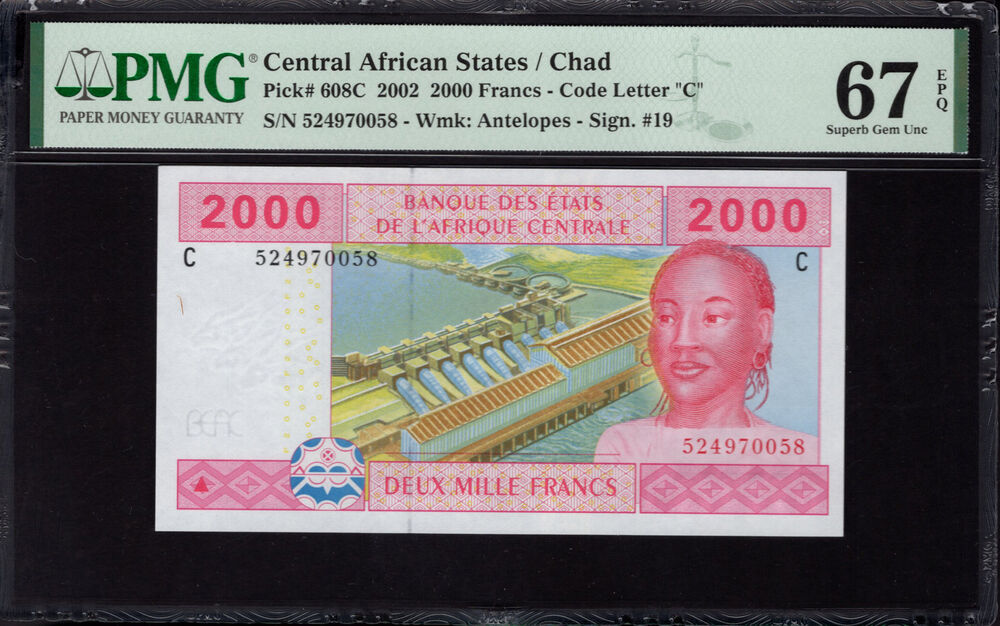 PMG®
PAPER MONEY GUARANTY
Central African States / Chad
Pick# 608C 2002 2000 Francs - Code Letter "C"
S/N 524970058 - Wmk: Antelopes - Sign. #19
67
EPQ
Superb Gem Unc
2000
BANQUE DES ÉTATS
DE L'AFRIQUE CENTRALE
2000
C
524970058
C
BEAC
524970058
DEUX MILLE FRANCS